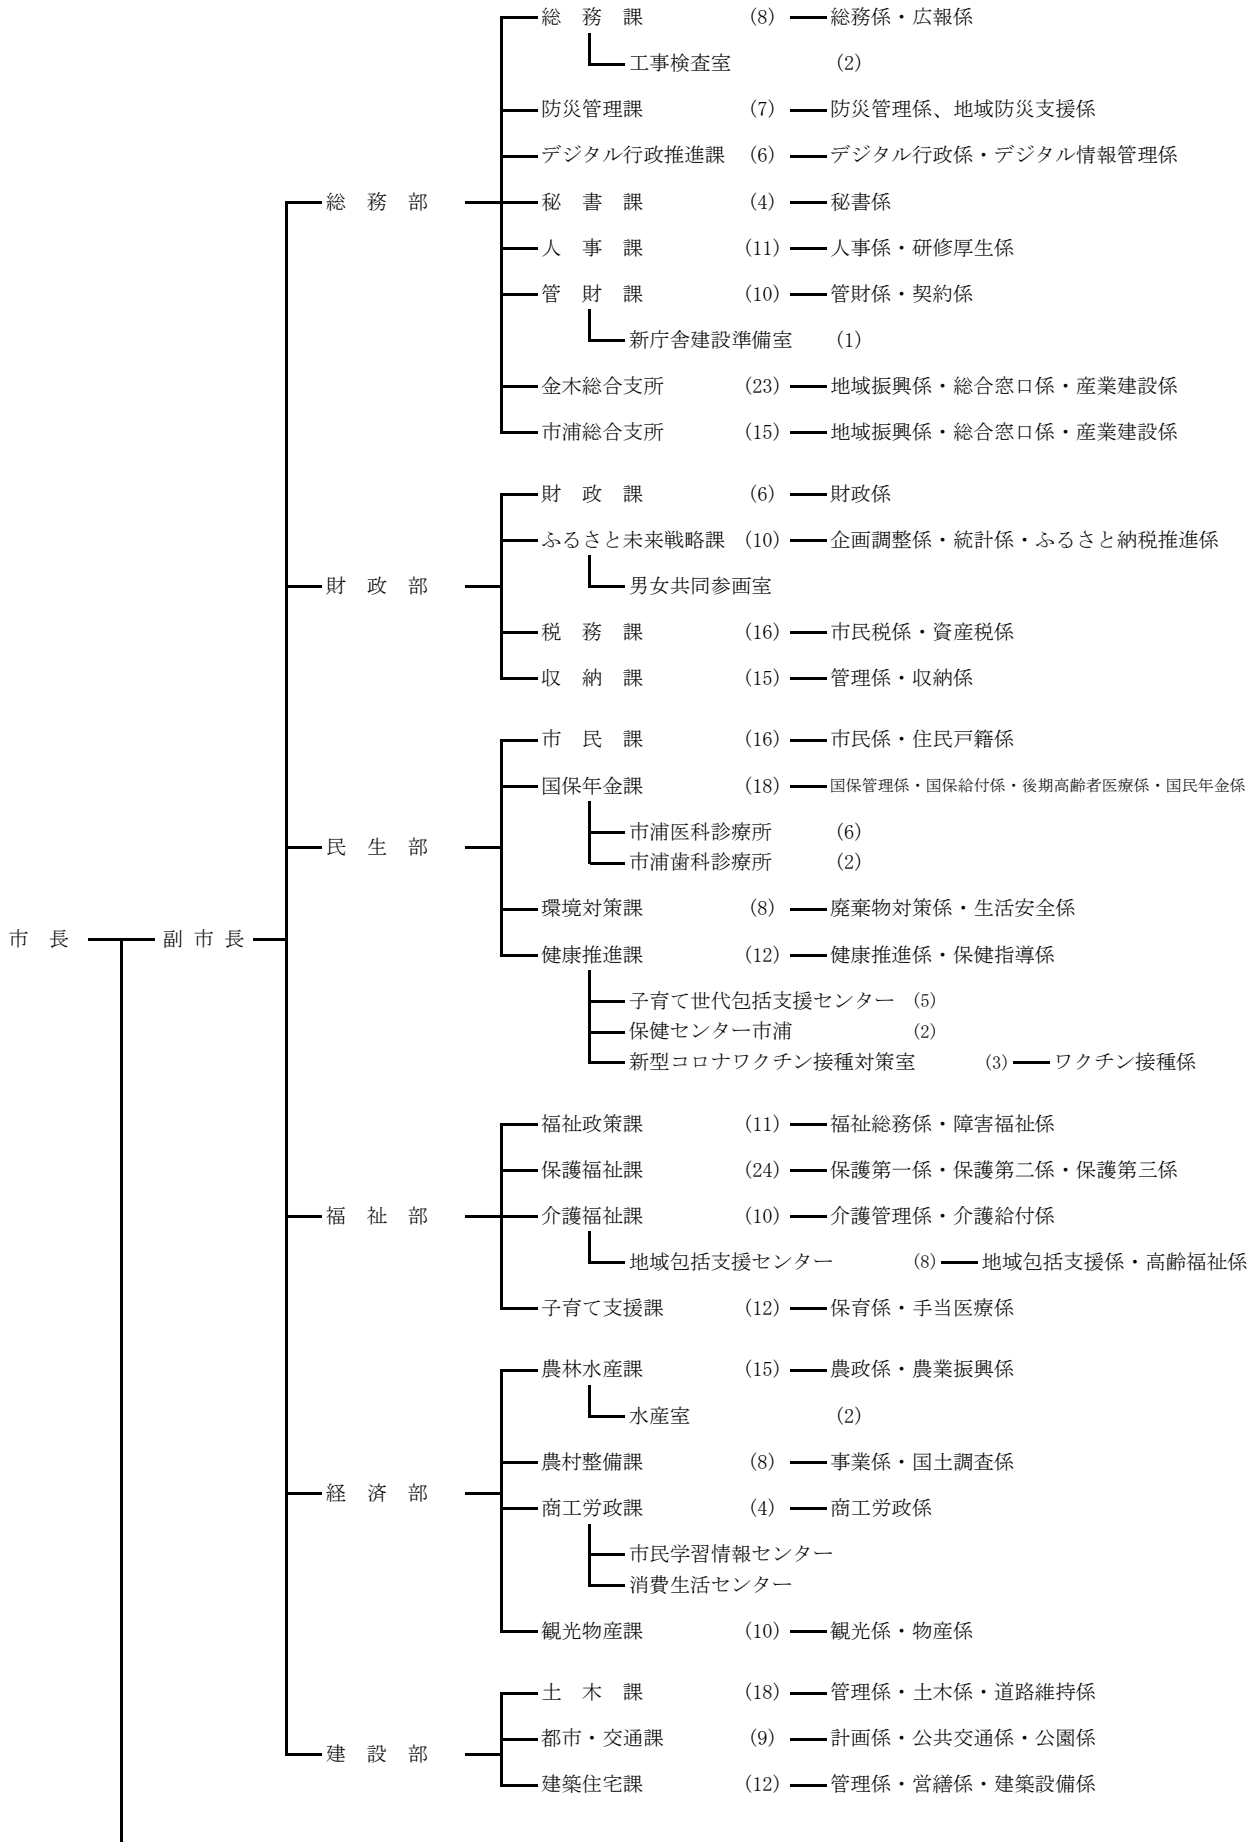 総務課 (8) 総務係・広報係
工事検査室 (2)
防災管理課 (7) 防災管理係、地域防災支援係
デジタル行政推進課 (6) デジタル行政係・デジタル情報管理係
総務部 秘書課 (4) 秘書係
人事課 (11) 人事係・研修厚生係
管財課 (10) 管財係・契約係
新庁舎建設準備室 (1)
金木総合支所 (23) 地域振興係・総合窓口係・産業建設係
市浦総合支所 (15) 地域振興係・総合窓口係・産業建設係
財政課 (6) 財政係
ふるさと未来戦略課 (10) 企画調整係・統計係・ふるさと納税推進係
財政部 男女共同参画室
税務課 (16) 市民税係・資産税係
収納課 (15) 管理係・収納係
市民課 (16) 市民係・住民戸籍係
国保年金課 (18) 国保管理係・国保給付係・後期高齢者医療係・国民年金係
市浦医科診療所 (6)
民生部
市浦歯科診療所 (2)
環境対策課 (8) 廃棄物対策係・生活安全係
市長 副市長
健康推進課 (12) 健康推進係・保健指導係
子育て世代包括支援センター (5)
保健センター市浦 (2)
新型コロナワクチン接種対策室 (3) ワクチン接種係
福祉政策課 (11) 福祉総務係・障害福祉係
保護福祉課 (24) 保護第一係・保護第二係・保護第三係
福祉部 介護福祉課 (10) 介護管理係・介護給付係
地域包括支援センター (8) 地域包括支援係・高齢福祉係
子育て支援課 (12) 保育係・手当医療係
農林水産課 (15) 農政係・農業振興係
水産室 (2)
農村整備課 (8) 事業係・国土調査係
経済部
商工労政課 (4) 商工労政係
市民学習情報センター
消費生活センター
観光物産課 (10) 観光係・物産係
土木課 (18) 管理係・土木係・道路維持係
都市・交通課 (9) 計画係・公共交通係・公園係
建設部
建築住宅課 (12) 管理係・営繕係・建築設備係